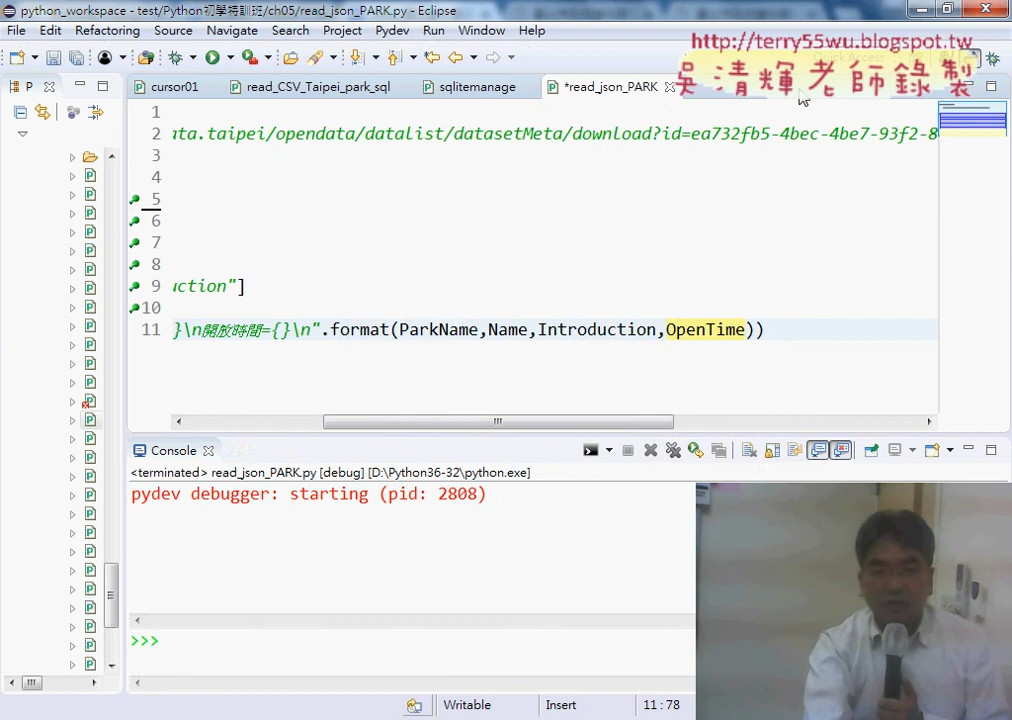 python_workspace - test/Python初學特訓班/ch05/read_json_PARK.py - Eclipse
File Edit Refactoring Source Navigate Search Project Pydev Run Window Help
http://terry55wu.blogspot.tw
吳清輝老師錄製
Quick Access
P
cursor01 read_CSV_Taipei_park_sql sqlitemanage *read_json_PARK
1
2 ıta.taipei/opendata/datalist/datasetMeta/download?id=ea732fb5-4bec-4be7-93f2-8
3
4
5
6
7
8
9 ıction"]
10
11 }\n開放時間={}\n".format(ParkName,Name,Introduction,OpenTime))
Console
<terminated> read_json_PARK.py [debug] [D:\Python36-32\python.exe]
pydev debugger: starting (pid: 2808)
>>>
Writable Insert 11 : 78